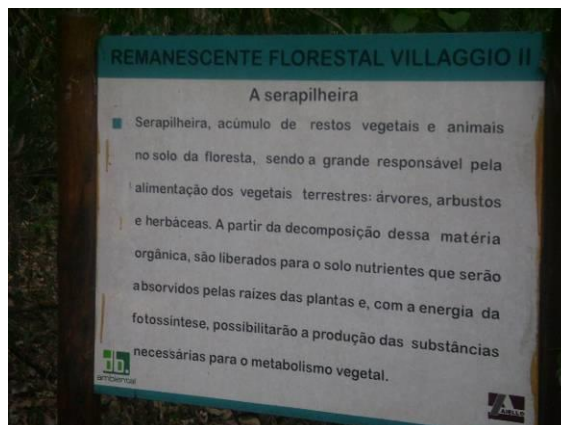 REMANESCENTE FLORESTAL VILLAGGIO II
A serapilheira
Serapilheira, acúmulo de restos vegetais e animais
no solo da floresta, sendo a grande responsável pela
alimentação dos vegetais terrestres: árvores, arbustos
e herbáceas. A partir da decomposição dessa matéria
orgânica, são liberados para o solo nutrientes que serão
absorvidos pelas raízes das plantas e, com a energia da
fotossíntese, possibilitarão a produção das substâncias
necessárias para o metabolismo vegetal.
db.
ambiental
AIELLO